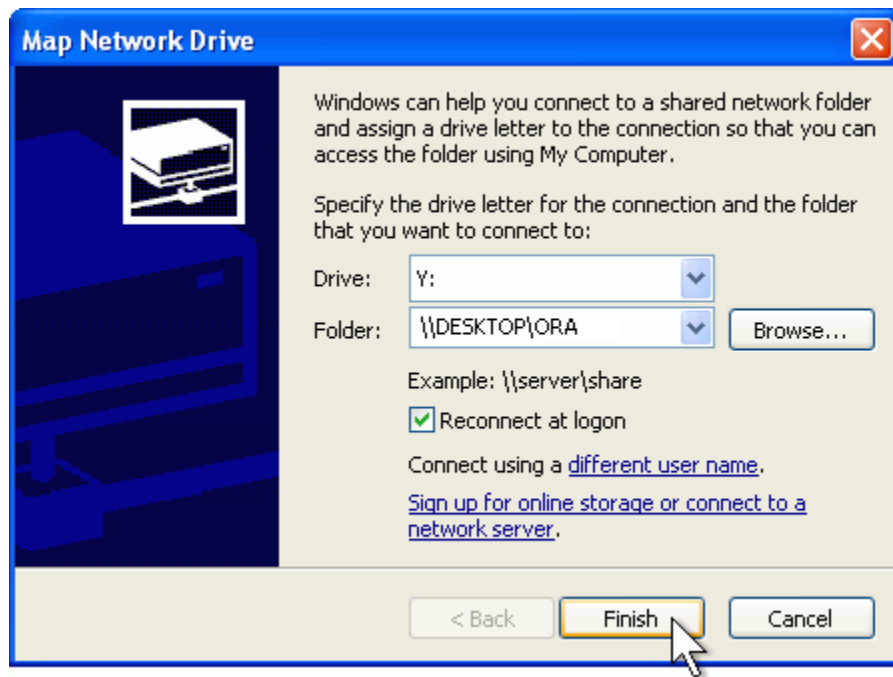 Map Network Drive
Windows can help you connect to a shared network folder
and assign a drive letter to the connection so that you can
access the folder using My Computer.
Specify the drive letter for the connection and the folder
that you want to connect to:
Drive: Y:
Folder: \\DESKTOP\ORA Browse...
Example: \\server\share
Reconnect at logon
Connect using a different user name.
Sign up for online storage or connect to a
network server.
< Back Finish Cancel